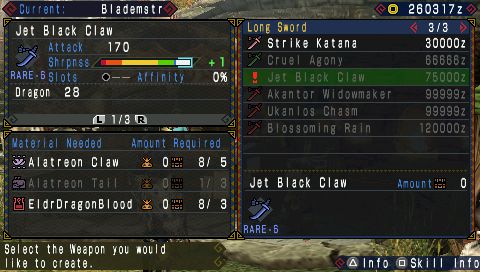 Current: Blademstr
260317z
Jet Black Claw
Attack 170
Shrpnss +1
RARE-6 Slots ●-- Affinity 0%
Dragon 28
L 1/3 R
Material Needed Amount Required
Alatreon Claw 0 8/ 5
Alatreon Tail 0 1/ 3
EldrDragonBlood 0 8/ 3
Long Sword 3/3
Strike Katana 30000z
Cruel Agony 66666z
Jet Black Claw 75000z
Akantor Widowmaker 99999z
Ukanlos Chasm 99999z
Blossoming Rain 120000z
Jet Black Claw Amount 0
RARE-6
Select the Weapon you would
like to create.
Info Skill Info